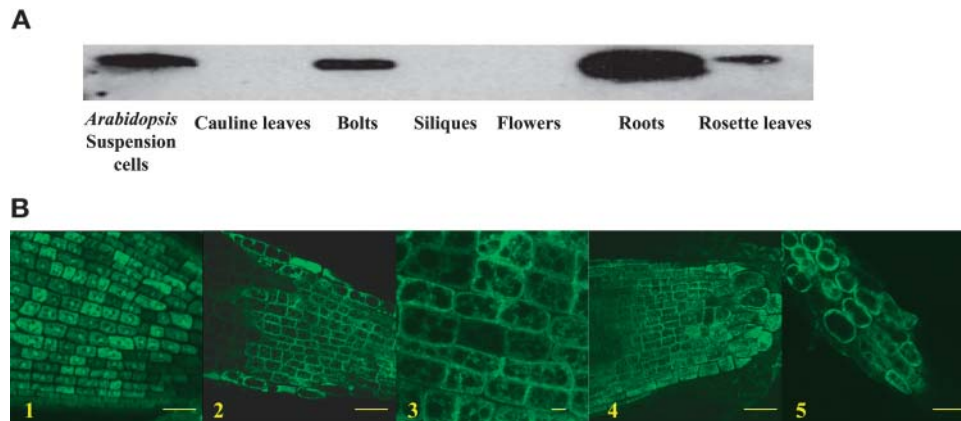 A
Arabidopsis
Suspension
cells
Cauline leaves
Bolts
Siliques
Flowers
Roots
Rosette leaves
B
1
2
3
4
5